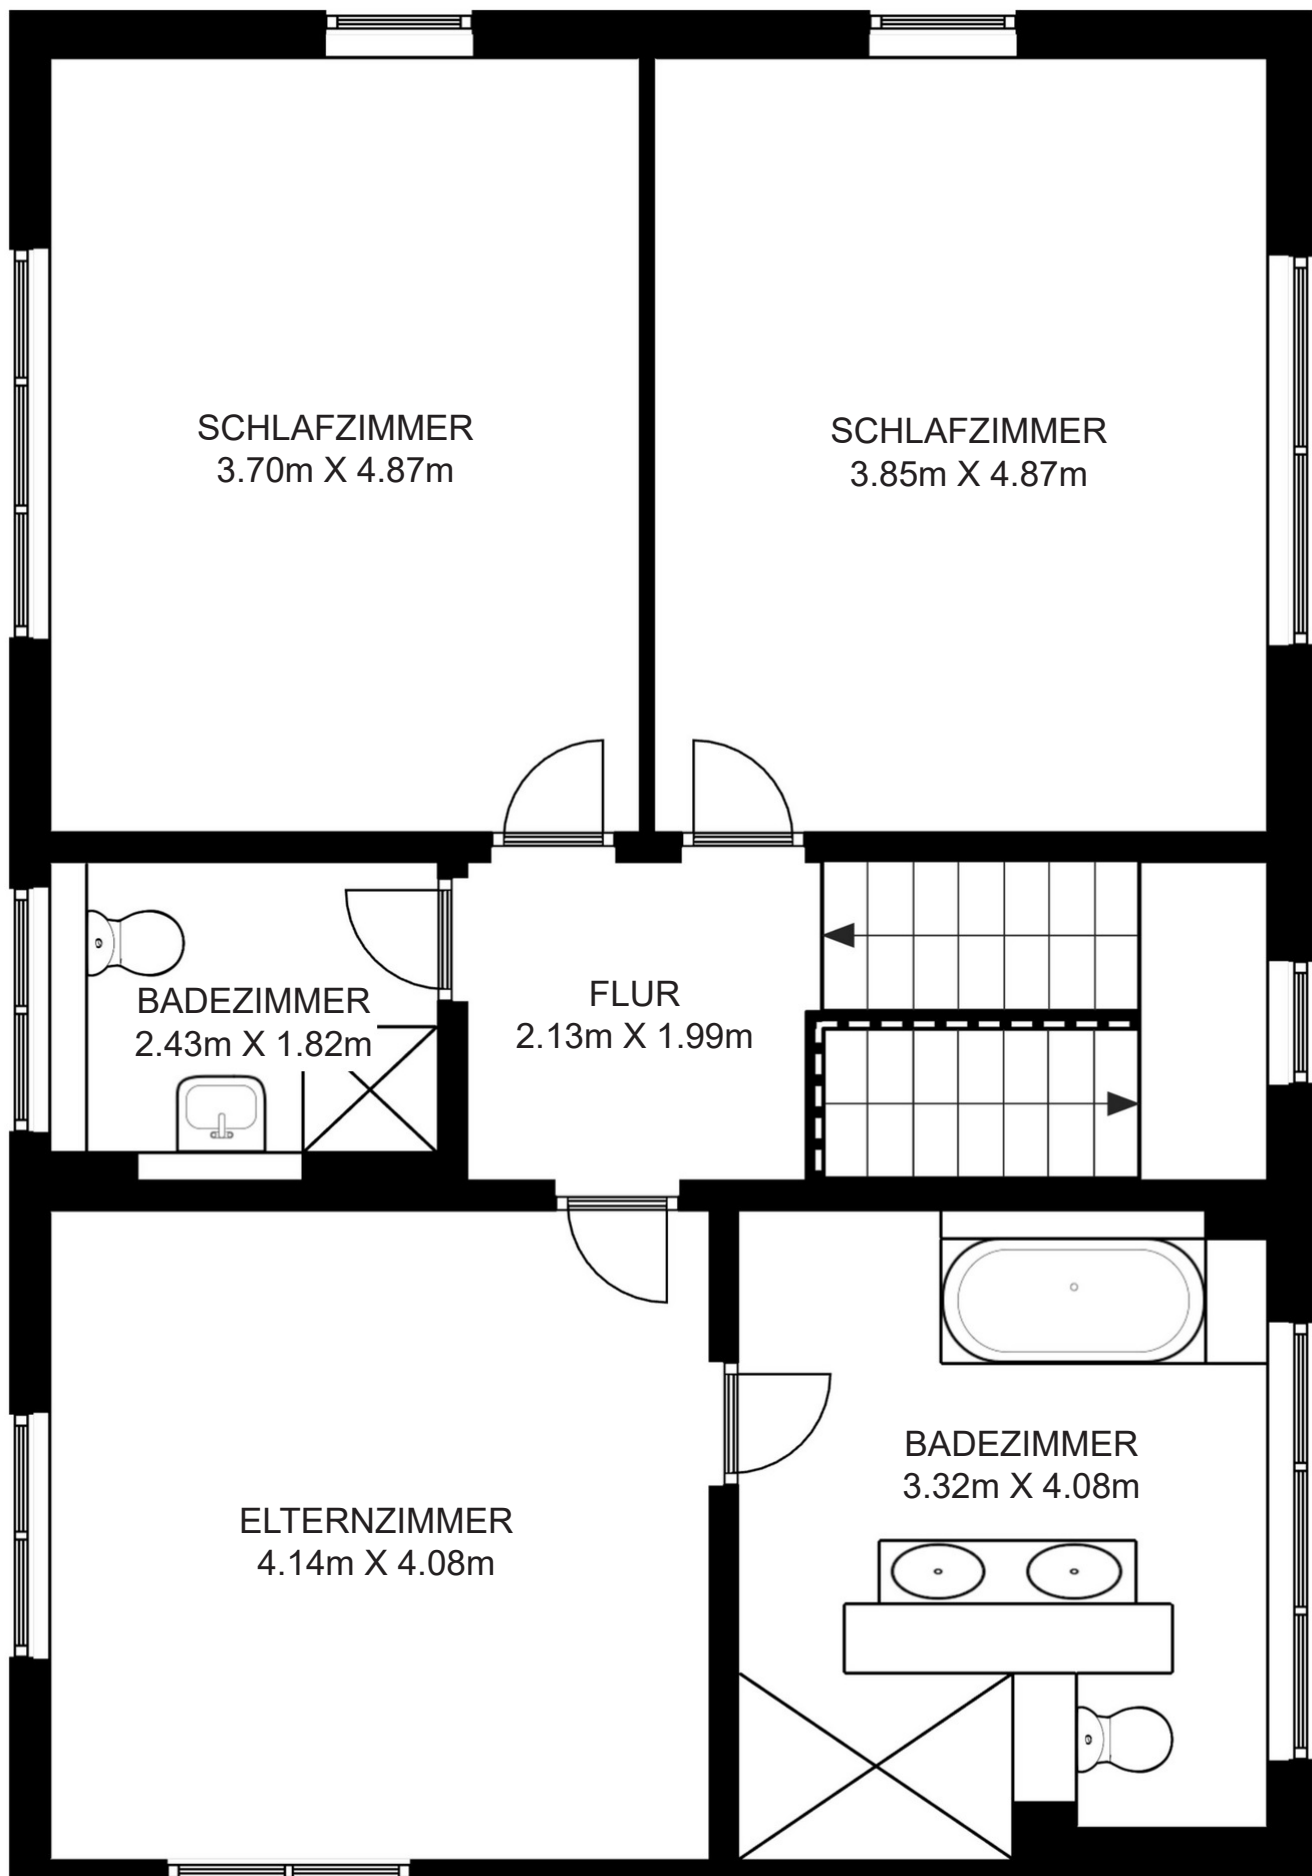 SCHLAFZIMMER
3.70m X 4.87m
SCHLAFZIMMER
3.85m X 4.87m
BADEZIMMER
2.43m X 1.82m
FLUR
2.13m X 1.99m
BADEZIMMER
3.32m X 4.08m
ELTERNZIMMER
4.14m X 4.08m